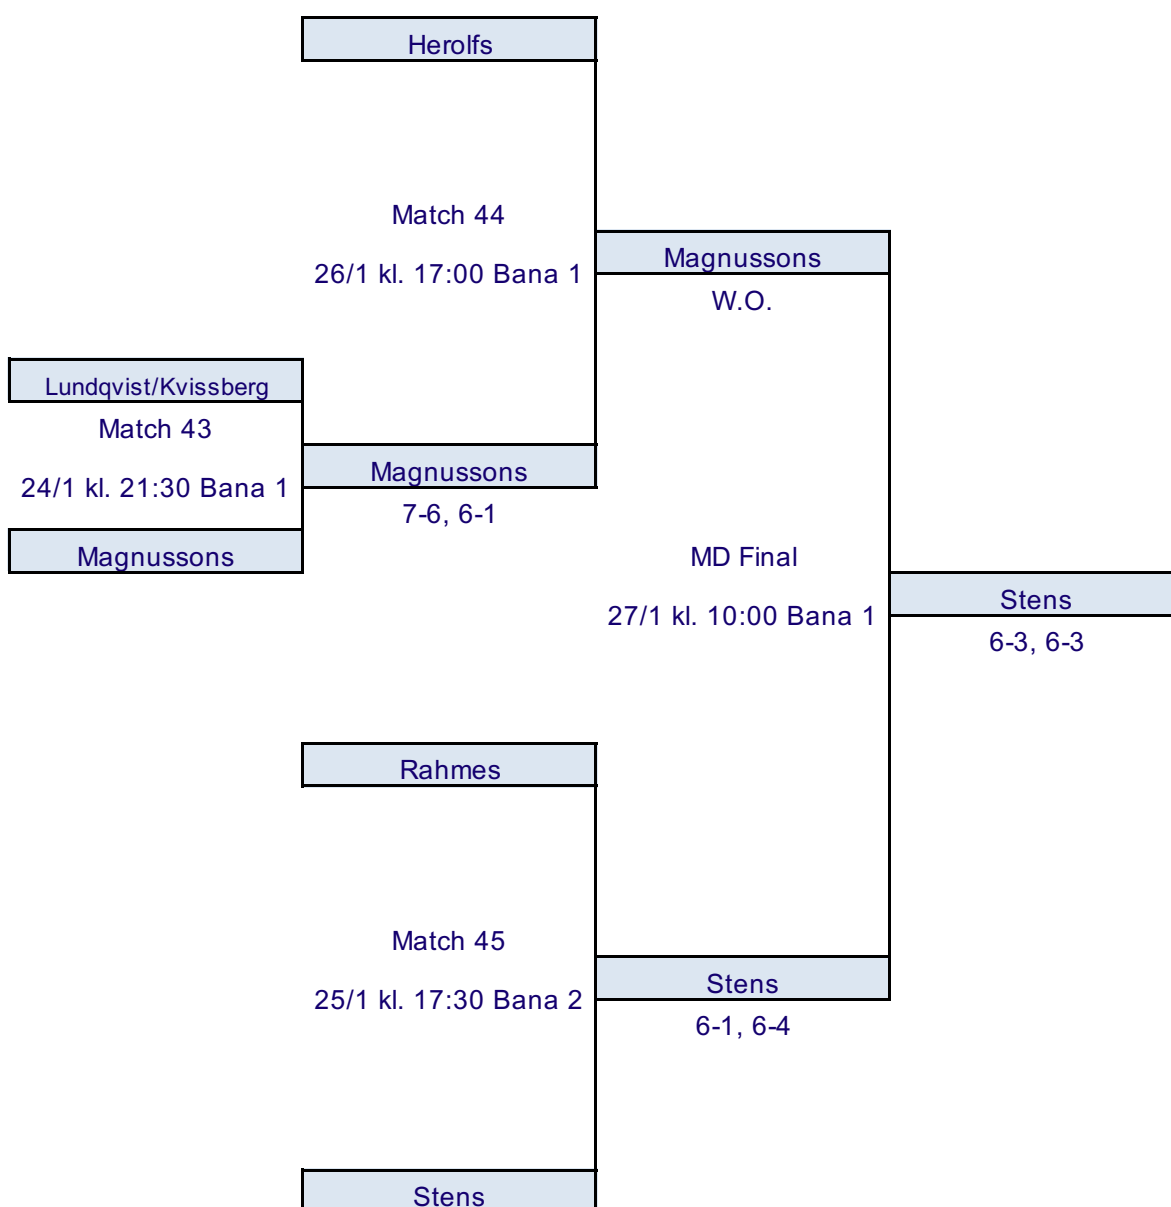 Herolfs
Match 44
26/1 kl. 17:00 Bana 1
Magnussons
W.O.
Lundqvist/Kvissberg
Match 43
24/1 kl. 21:30 Bana 1
Magnussons
7-6, 6-1
Magnussons
MD Final
27/1 kl. 10:00 Bana 1
Stens
6-3, 6-3
Rahmes
Match 45
25/1 kl. 17:30 Bana 2
Stens
6-1, 6-4
Stens